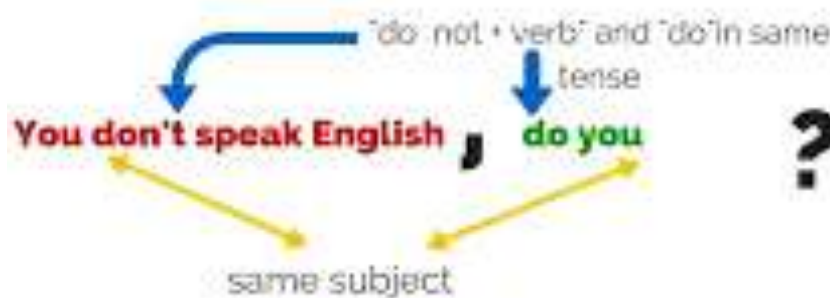 "do not + verb" and "do" in same
tense
You don't speak English, do you ?
same subject